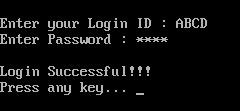 Enter your Login ID : ABCD
Enter Password : ****
Login Successful!!!
Press any key... _